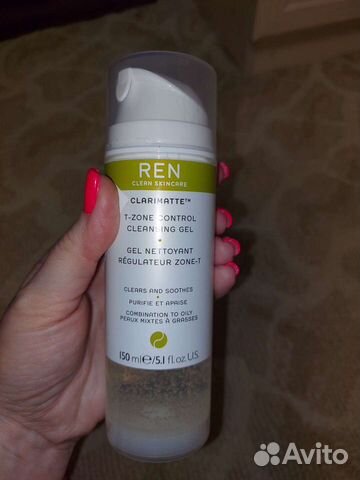 REN
CLEAN SKINCARE
CLARIMATTE™
T-ZONE CONTROL
CLEANSING GEL
GEL NETTOYANT
RÉGULATEUR ZONE-T
CLEARS AND SOOTHES
PURIFIE ET APAISE
COMBINATION TO OILY
PEAUX MIXTES À GRASSES
150 ml℮/5.1 fl.oz. U.S.
Avito